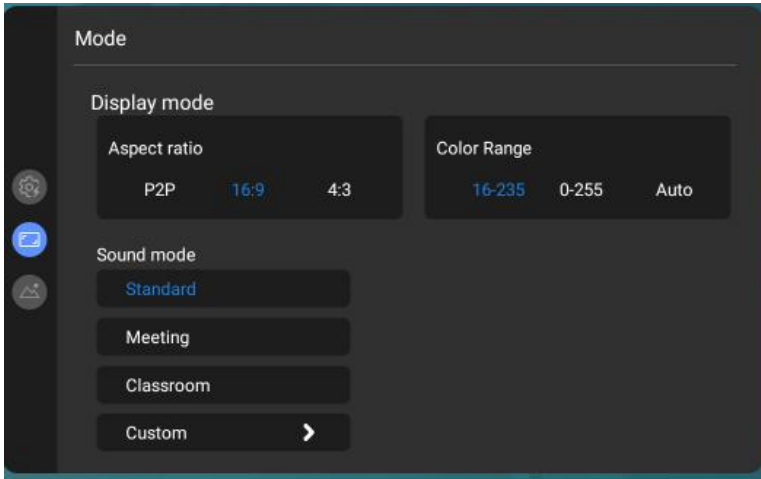 Mode
Display mode
Aspect ratio
P2P 16:9 4:3
Color Range
16-235 0-255 Auto
Sound mode
Standard
Meeting
Classroom
Custom